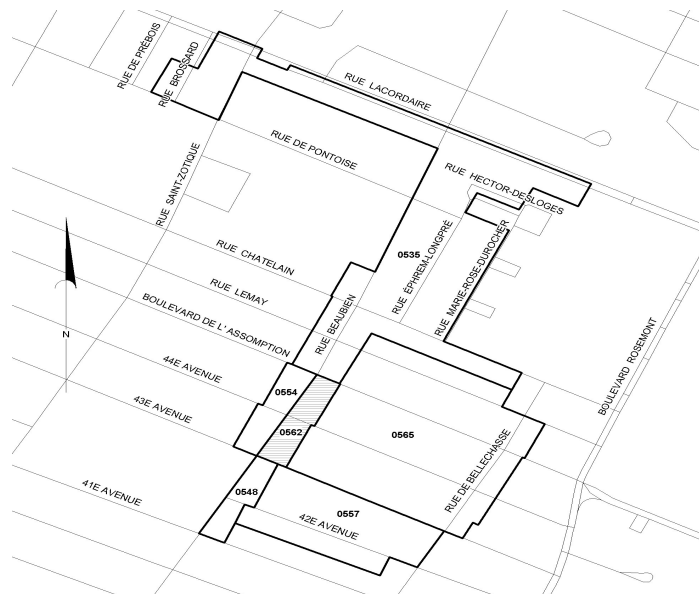 RUE DE PRÉBOIS
RUE BROSSARD
RUE LACORDAIRE
RUE DE PONTOISE
RUE SAINT-ZOTIQUE
RUE HECTOR-DESLOGES
RUE CHATELAIN
0535
RUE ÉPHREM-LONGPRÉ
RUE MARIE-ROSE-DUROCHER
RUE LEMAY
RUE BEAUBIEN
BOULEVARD DE L' ASSOMPTION
N
BOULEVARD ROSEMONT
44E AVENUE
0554
43E AVENUE
0562
0565
RUE DE BELLECHASSE
41E AVENUE
0548
0557
42E AVENUE